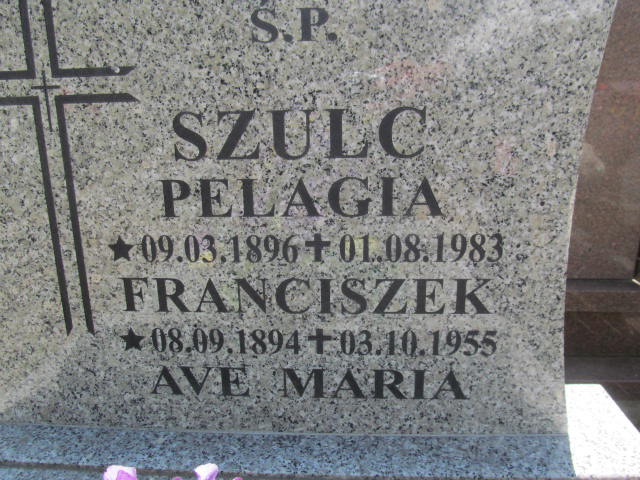 Ś.P.
SZULC
PELAGIA
★09.03.1896✝01.08.1983
FRANCISZEK
★08.09.1894✝03.10.1955
AVE MARIA